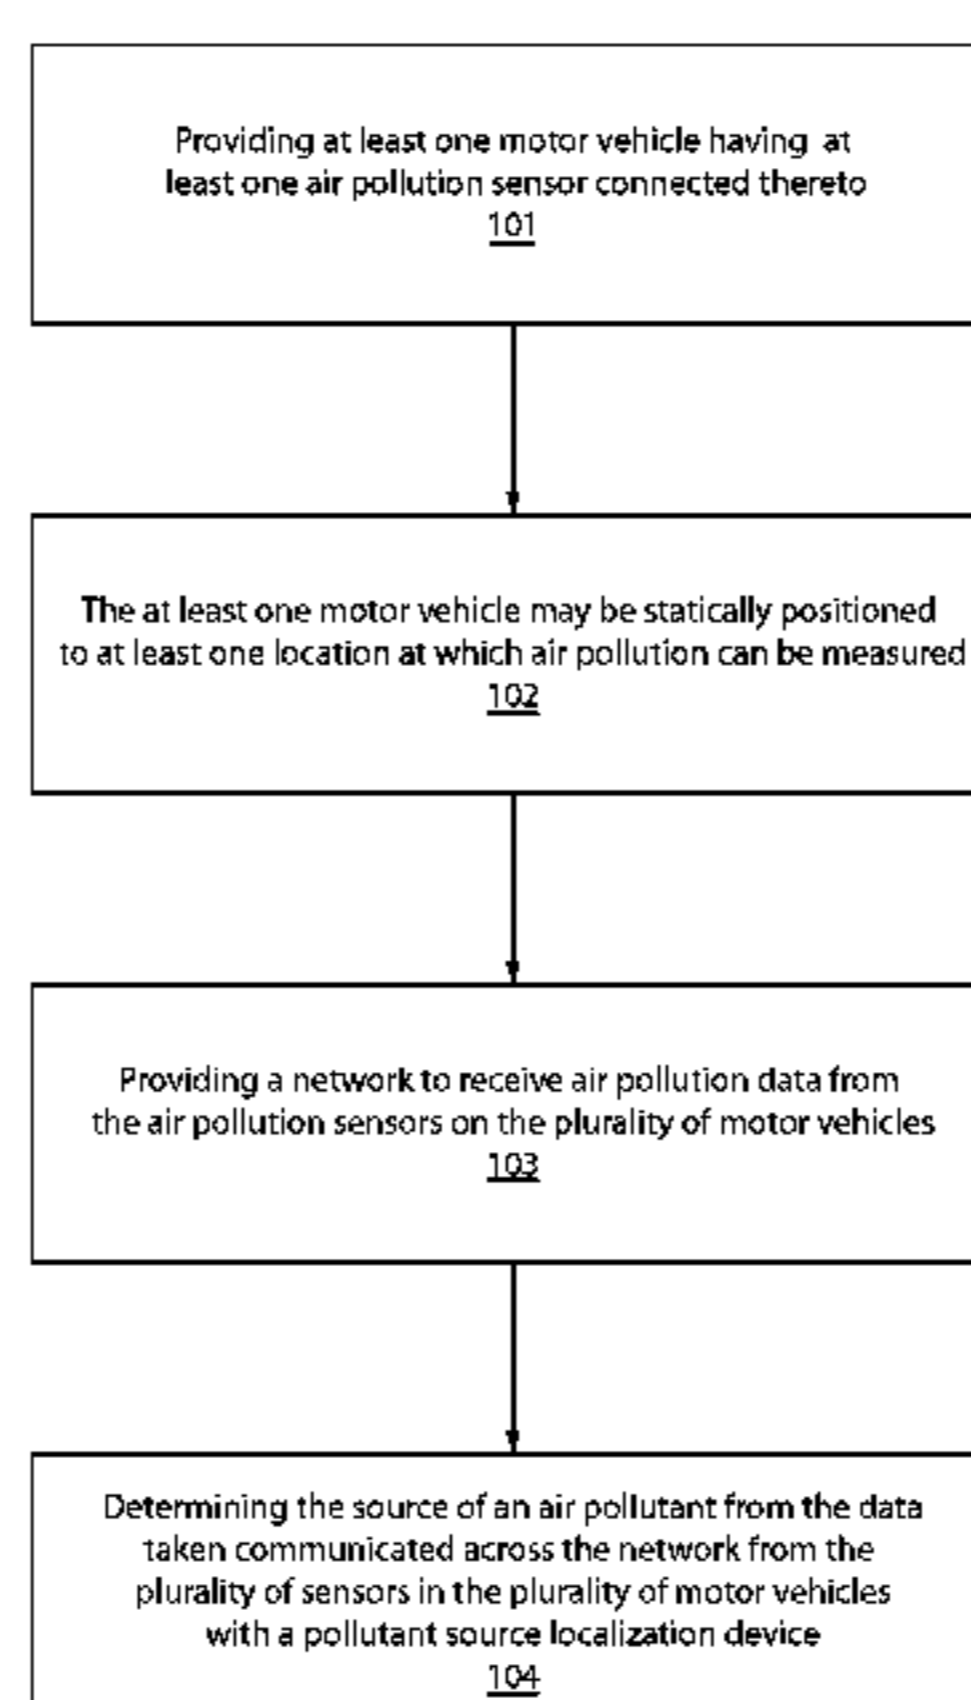 Providing at least one motor vehicle having at
least one air pollution sensor connected thereto
101
The at least one motor vehicle may be statically positioned
to at least one location at which air pollution can be measured
102
Providing a network to receive air pollution data from
the air pollution sensors on the plurality of motor vehicles
103
Determining the source of an air pollutant from the data
taken communicated across the network from the
plurality of sensors in the plurality of motor vehicles
with a pollutant source localization device
104